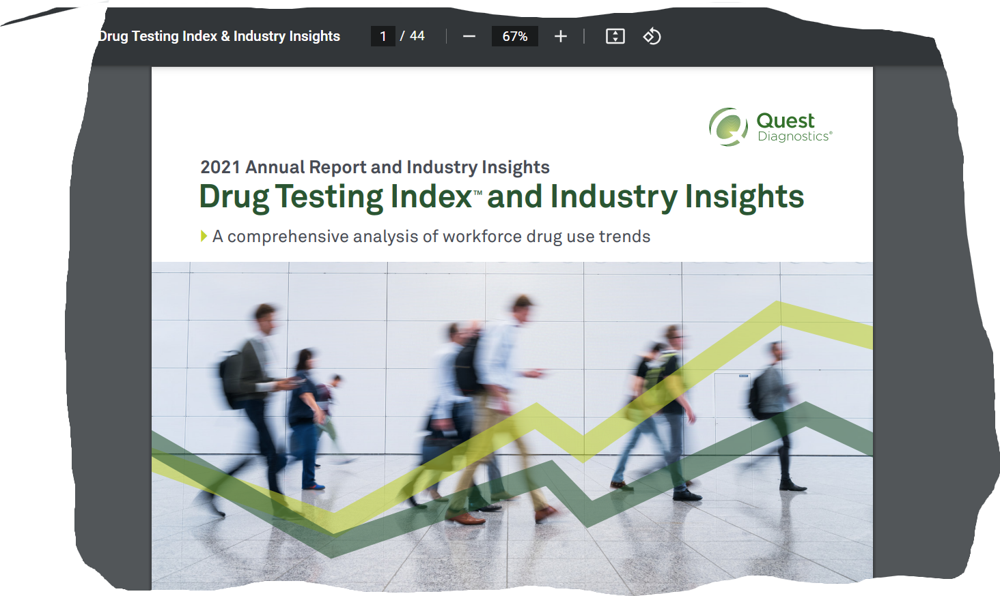 Drug Testing Index & Industry Insights 1 / 44 67%
Quest
Diagnostics®
2021 Annual Report and Industry Insights
Drug Testing Index™ and Industry Insights
A comprehensive analysis of workforce drug use trends